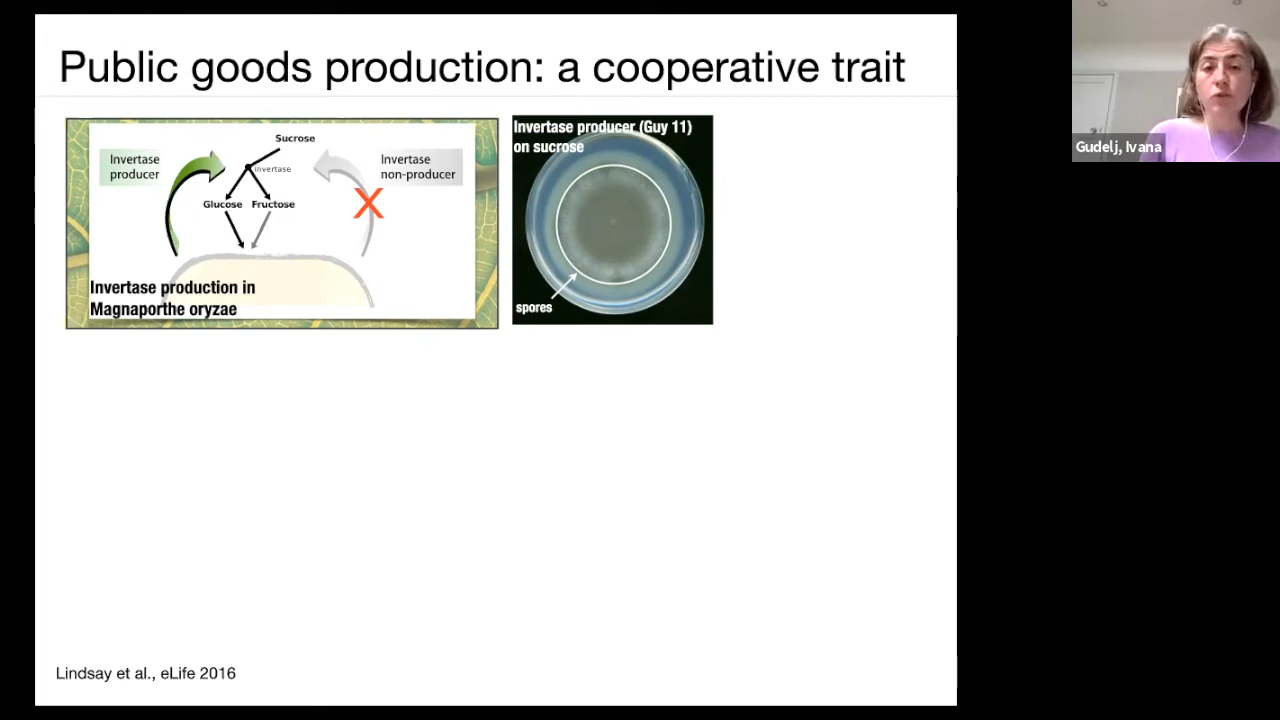 Public goods production: a cooperative trait
Sucrose
Invertase
producer
invertase
Invertase
non-producer
Glucose Fructose
X
Invertase production in
Magnaporthe oryzae
Invertase producer (Guy 11)
on sucrose
spores
Gudelj, Ivana
Lindsay et al., eLife 2016